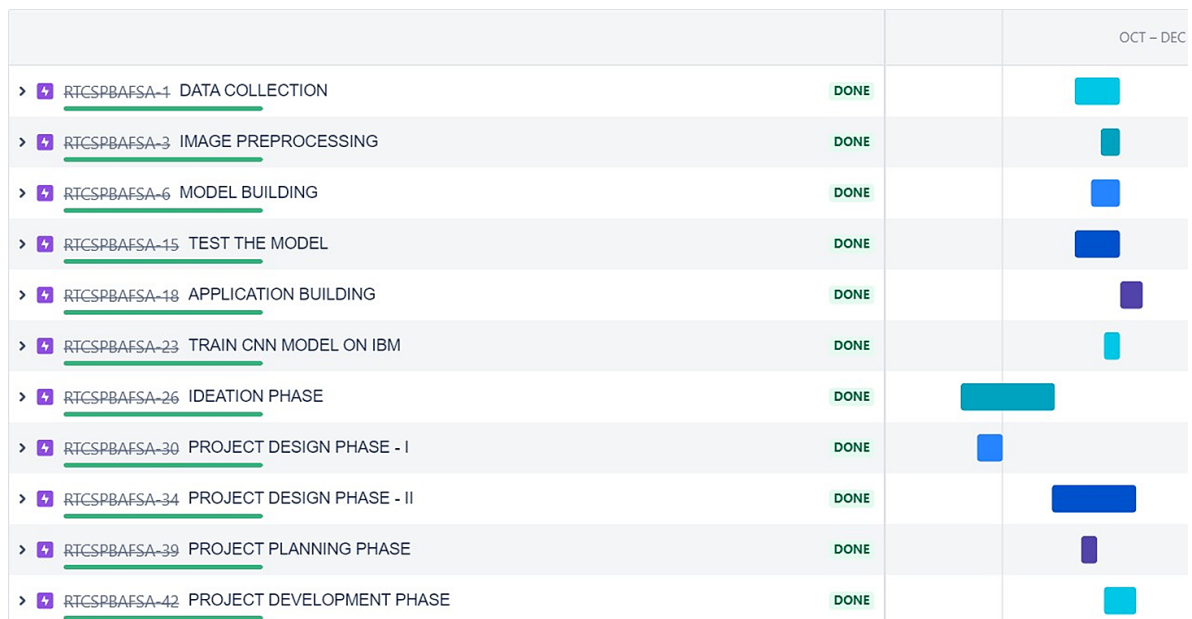 OCT – DEC
RTCSPBAFSA-1 DATA COLLECTION DONE
RTCSPBAFSA-3 IMAGE PREPROCESSING DONE
RTCSPBAFSA-6 MODEL BUILDING DONE
RTCSPBAFSA-15 TEST THE MODEL DONE
RTCSPBAFSA-18 APPLICATION BUILDING DONE
RTCSPBAFSA-23 TRAIN CNN MODEL ON IBM DONE
RTCSPBAFSA-26 IDEATION PHASE DONE
RTCSPBAFSA-30 PROJECT DESIGN PHASE - I DONE
RTCSPBAFSA-34 PROJECT DESIGN PHASE - II DONE
RTCSPBAFSA-39 PROJECT PLANNING PHASE DONE
RTCSPBAFSA-42 PROJECT DEVELOPMENT PHASE DONE